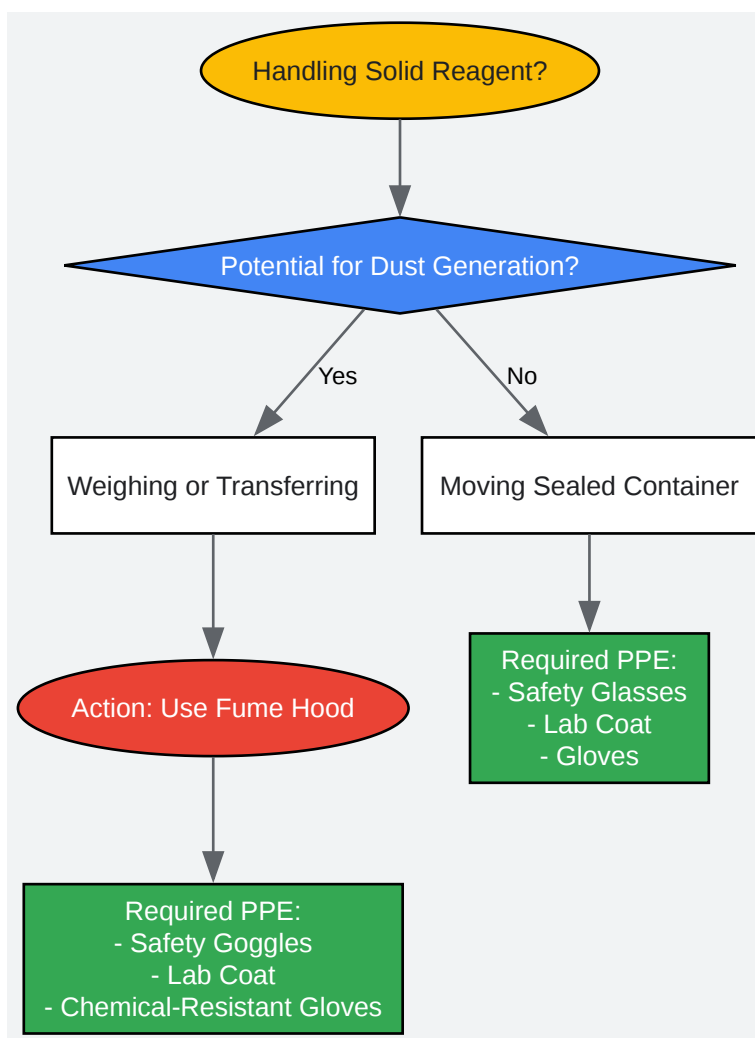 Handling Solid Reagent?
Potential for Dust Generation?
Yes
No
Weighing or Transferring
Moving Sealed Container
Required PPE:
- Safety Glasses
- Lab Coat
- Gloves
Action: Use Fume Hood
Required PPE:
- Safety Goggles
- Lab Coat
- Chemical-Resistant Gloves